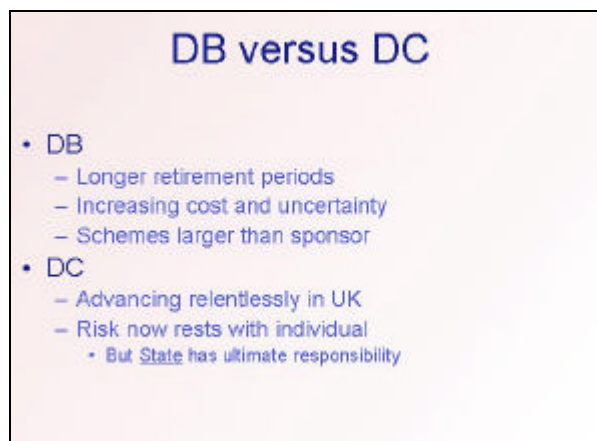 DB versus DC
• DB
– Longer retirement periods
– Increasing cost and uncertainty
– Schemes larger than sponsor
• DC
– Advancing relentlessly in UK
– Risk now rests with individual
• But State has ultimate responsibility